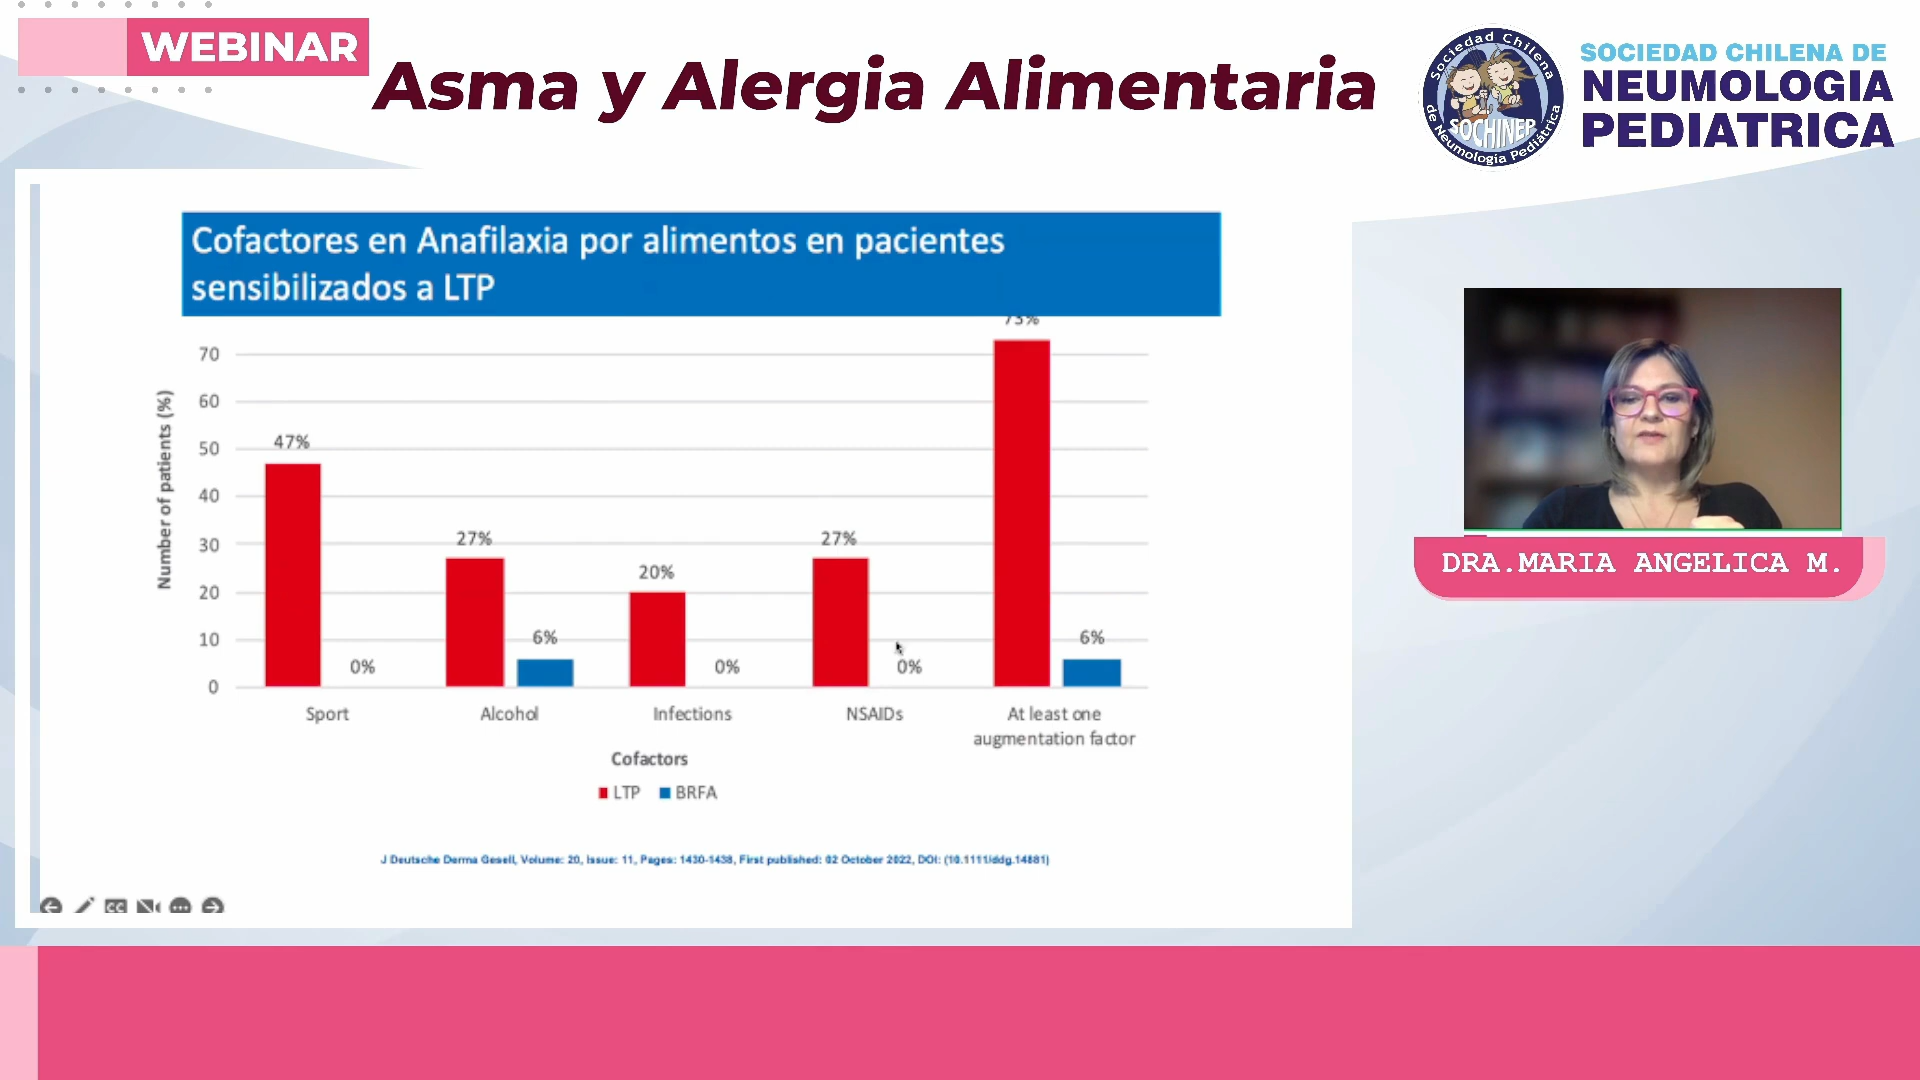 WEBINAR
Asma y Alergia Alimentaria
Sociedad Chilena
de Neumología Pediátrica
SOCHINEP
SOCIEDAD CHILENA DE
NEUMOLOGIA
PEDIATRICA
Cofactores en Anafilaxia por alimentos en pacientes
sensibilizados a LTP
73%
70
60
50
40
30
20
10
0
Number of patients (%)
47%
0%
27%
6%
20%
0%
27%
0%
6%
Sport
Alcohol
Infections
NSAIDs
At least one
augmentation factor
Cofactors
LTP
BRFA
J Deutsche Derma Gesell, Volume: 20, Issue: 11, Pages: 1430-1438, First published: 02 October 2022, DOI: (10.1111/ddg.14881)
CC
DRA.MARIA ANGELICA M.